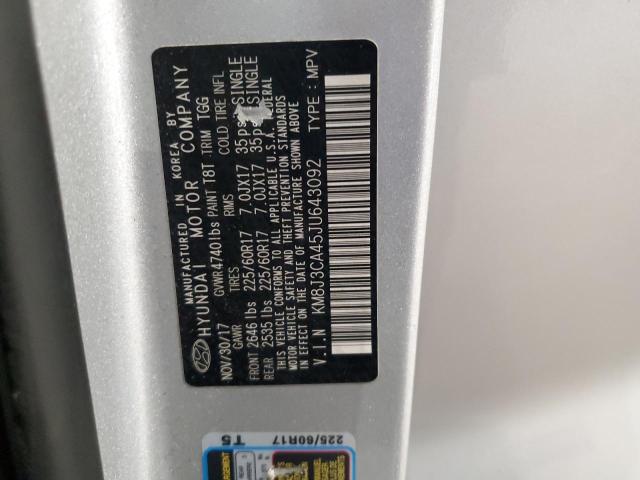 MANUFACTURED IN KOREA BY
HYUNDAI MOTOR COMPANY
NOV/30/17 GVWR4740lbs PAINT T8T TRIM TGG
GAWR TIRES RIMS COLD TIRE INFL
FRONT 2646 lbs 225/60R17 7.0JX17 35psi SINGLE
REAR 2535 lbs 225/60R17 7.0JX17 35psi SINGLE
THIS VEHICLE CONFORMS TO ALL APPLICABLE U.S.A. FEDERAL
MOTOR VEHICLE SAFETY AND THEFT PREVENTION STANDARDS
IN EFFECT ON THE DATE OF MANUFACTURE SHOWN ABOVE
V.I.N KM8J3CA45JU643092 TYPE : MPV
225/60R17
T5